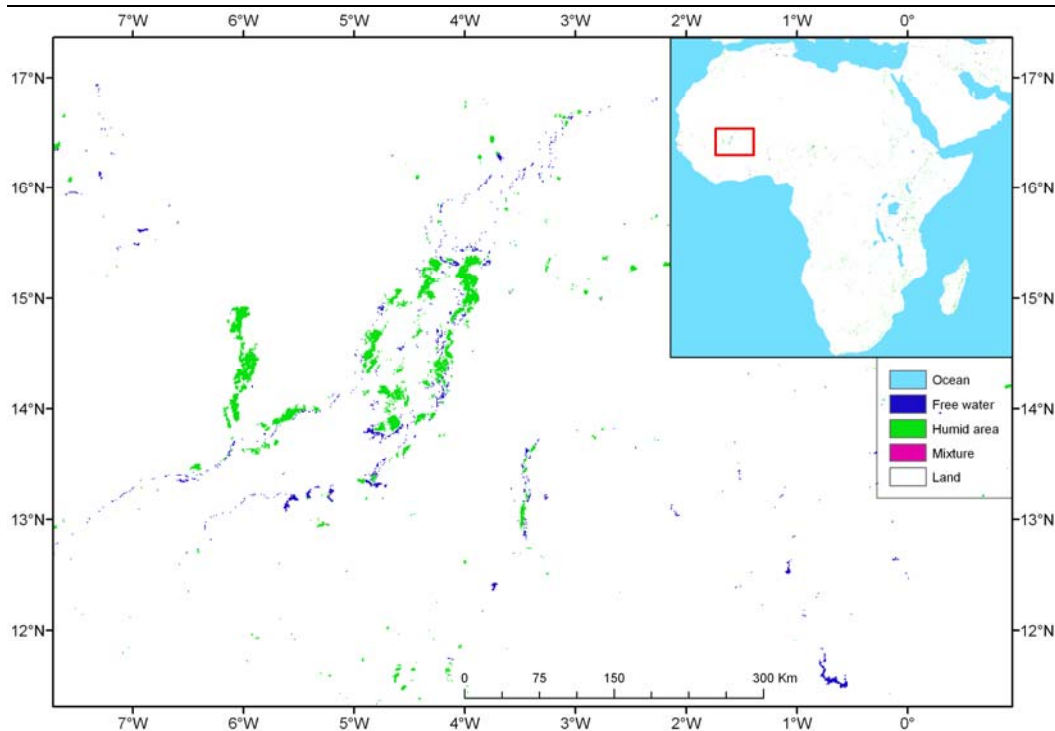 7°W 6°W 5°W 4°W 3°W 2°W 1°W 0°
17°N 17°N
16°N 16°N
15°N 15°N
14°N 14°N
13°N 13°N
12°N 12°N
Ocean
Free water
Humid area
Mixture
Land
0 75 150 300 Km
7°W 6°W 5°W 4°W 3°W 2°W 1°W 0°